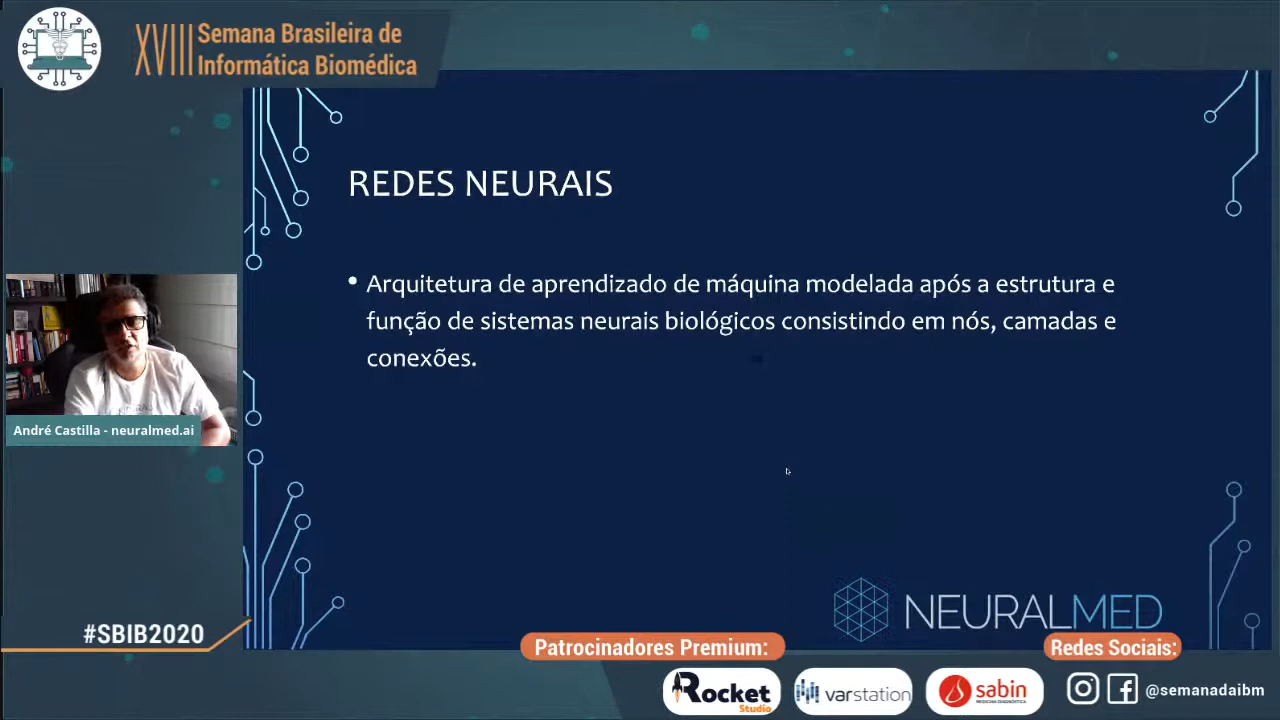 XVIII Semana Brasileira de
Informática Biomédica
REDES NEURAIS
• Arquitetura de aprendizado de máquina modelada após a estrutura e
função de sistemas neurais biológicos consistindo em nós, camadas e
conexões.
André Castilla - neuralmed.ai
NEURALMED
#SBIB2020
Patrocinadores Premium:
Redes Sociais:
Rocket
Studio
varstation
sabin
MEDICINA DIAGNÓSTICA
@semanadaibm